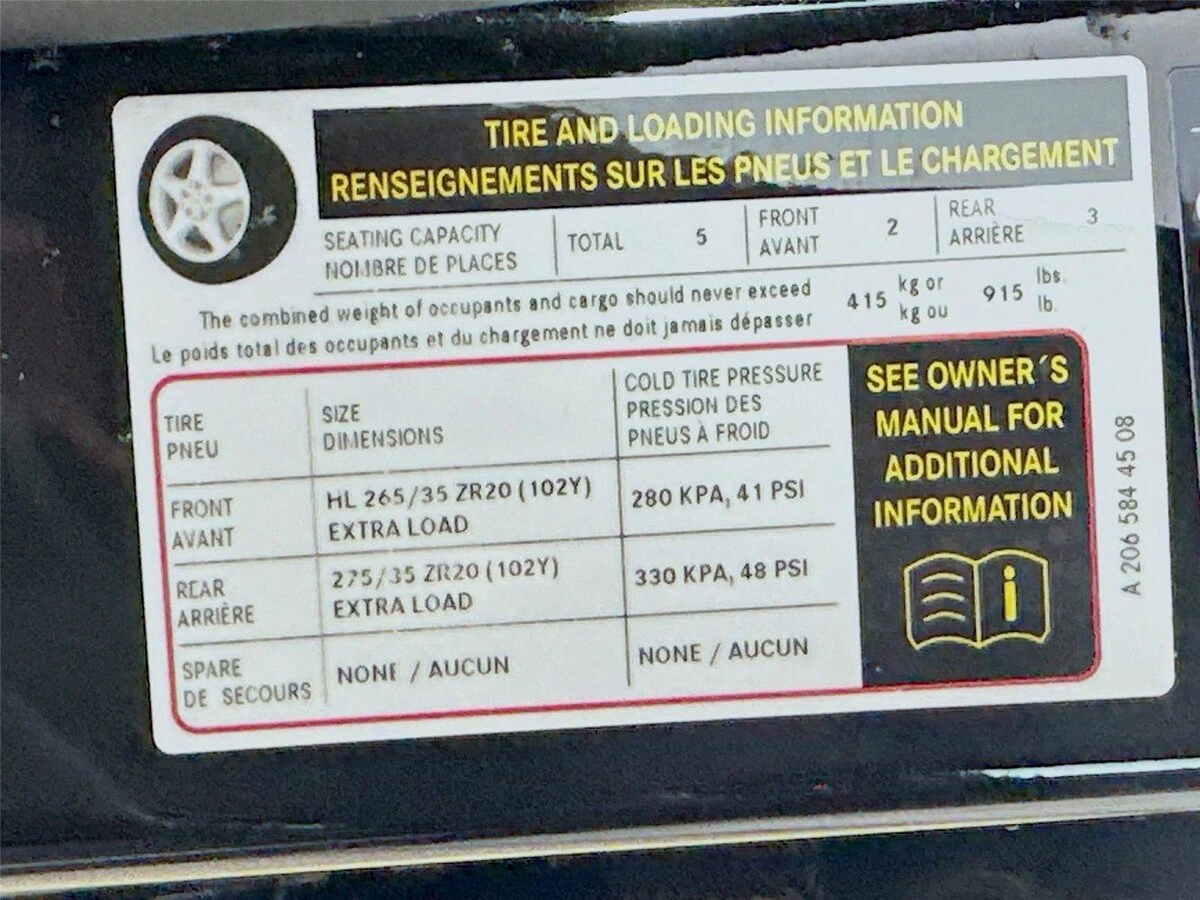 TIRE AND LOADING INFORMATION
RENSEIGNEMENTS SUR LES PNEUS ET LE CHARGEMENT
SEATING CAPACITY
NOMBRE DE PLACES
TOTAL 5
FRONT
AVANT
2
REAR
ARRIÈRE
3
The combined weight of occupants and cargo should never exceed
Le poids total des occupants et du chargement ne doit jamais dépasser
415
kg or
kg ou
915
lbs.
lb.
TIRE
PNEU
SIZE
DIMENSIONS
COLD TIRE PRESSURE
PRESSION DES
PNEUS À FROID
FRONT
AVANT
HL 265/35 ZR20 (102Y)
EXTRA LOAD
280 KPA, 41 PSI
REAR
ARRIÈRE
275/35 ZR20 (102Y)
EXTRA LOAD
330 KPA, 48 PSI
SPARE
DE SECOURS
NONE / AUCUN
NONE / AUCUN
SEE OWNER´S
MANUAL FOR
ADDITIONAL
INFORMATION
i
A 206 584 45 08